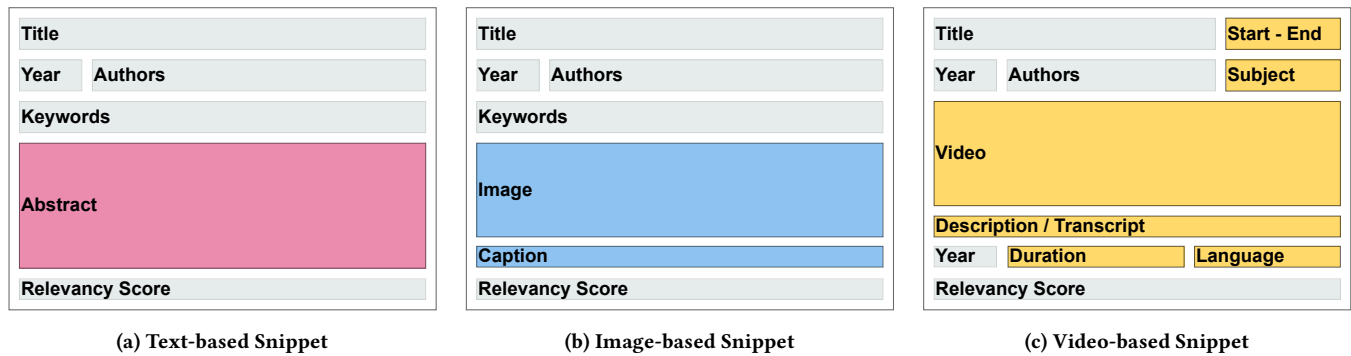 Title
Year Authors
Keywords
Abstract
Relevancy Score
(a) Text-based Snippet
Title
Year Authors
Keywords
Image
Caption
Relevancy Score
(b) Image-based Snippet
Title Start - End
Year Authors Subject
Video
Description / Transcript
Year Duration Language
Relevancy Score
(c) Video-based Snippet